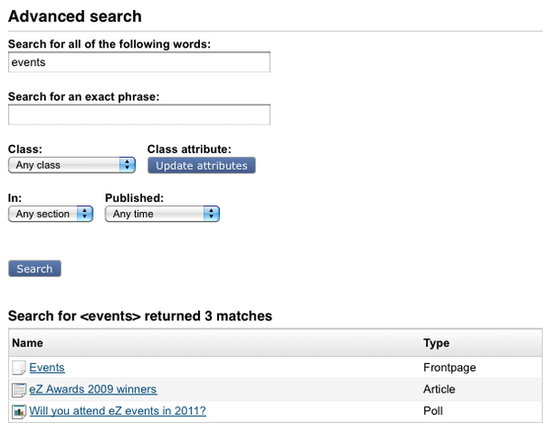 Advanced search
Search for all of the following words:
events
Search for an exact phrase:
Class: Class attribute:
Any class Update attributes
In: Published:
Any section Any time
Search
Search for <events> returned 3 matches
Name Type
Events Frontpage
eZ Awards 2009 winners Article
Will you attend eZ events in 2011? Poll